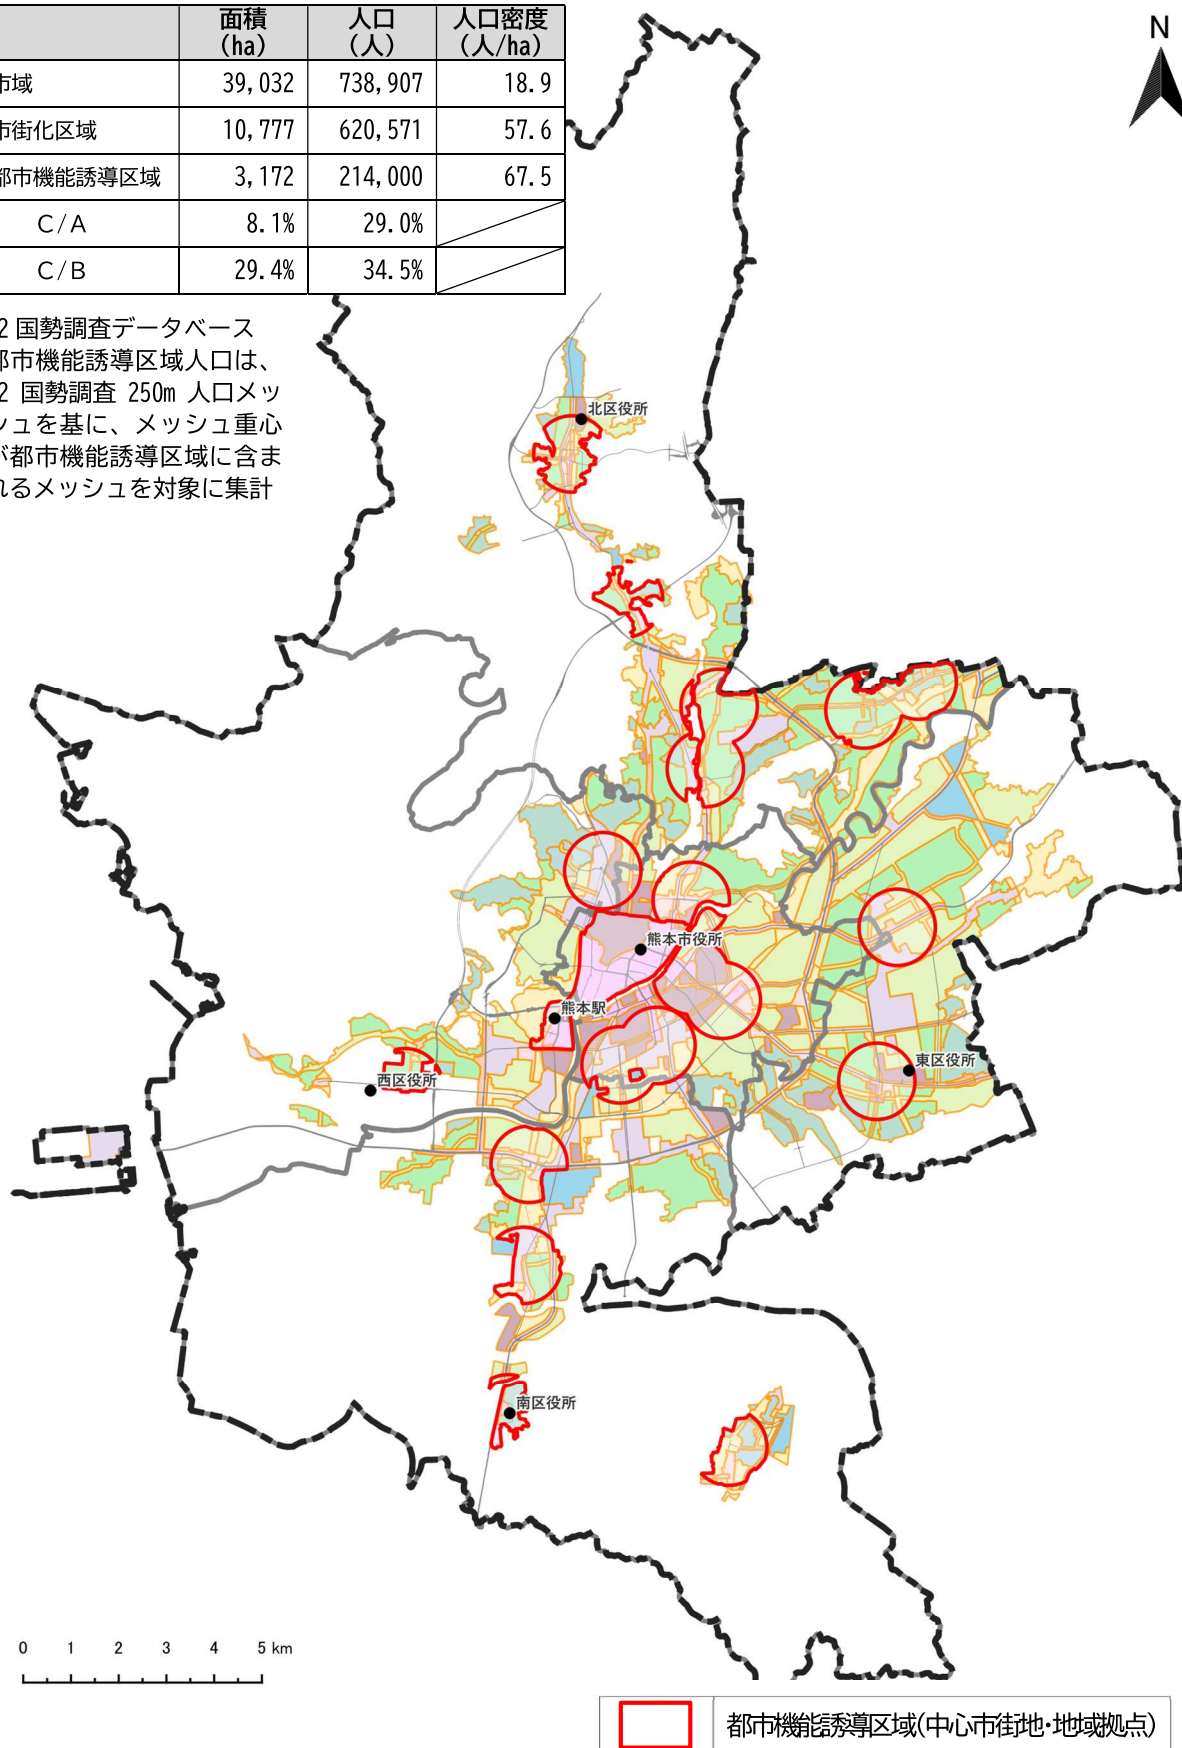 面積 人口 人口密度
(ha) (人) (人/ha)
市域 39,032 738,907 18.9
市街化区域 10,777 620,571 57.6
都市機能誘導区域 3,172 214,000 67.5
C/A 8.1% 29.0%
C/B 29.4% 34.5%
2 国勢調査データベース
都市機能誘導区域人口は、
2 国勢調査 250m 人口メッ
シュを基に、メッシュ重心
が都市機能誘導区域に含ま
れるメッシュを対象に集計
N
北区役所
熊本市役所
熊本駅
西区役所
東区役所
南区役所
0 1 2 3 4 5 km
都市機能誘導区域(中心市街地・地域拠点)